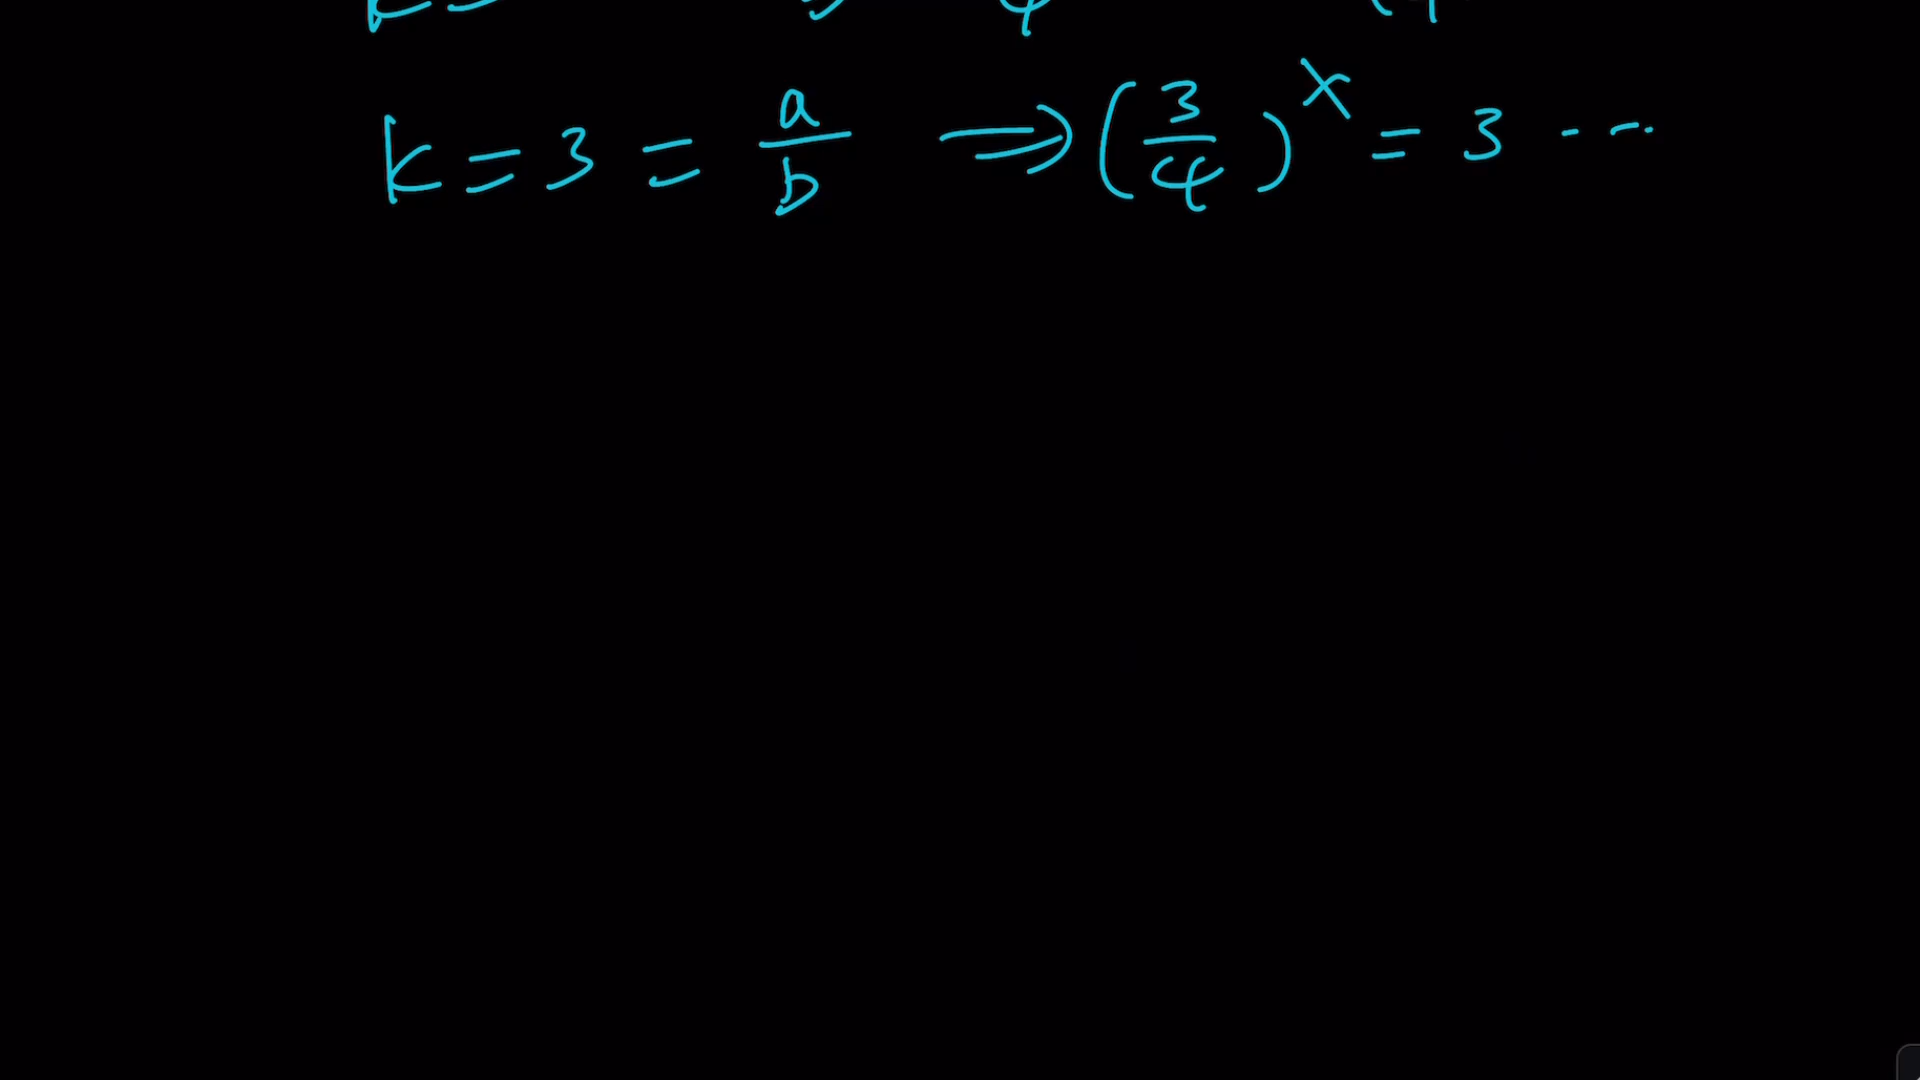 k = 3 = a/b ⇒ (3/4)^x = 3 ...